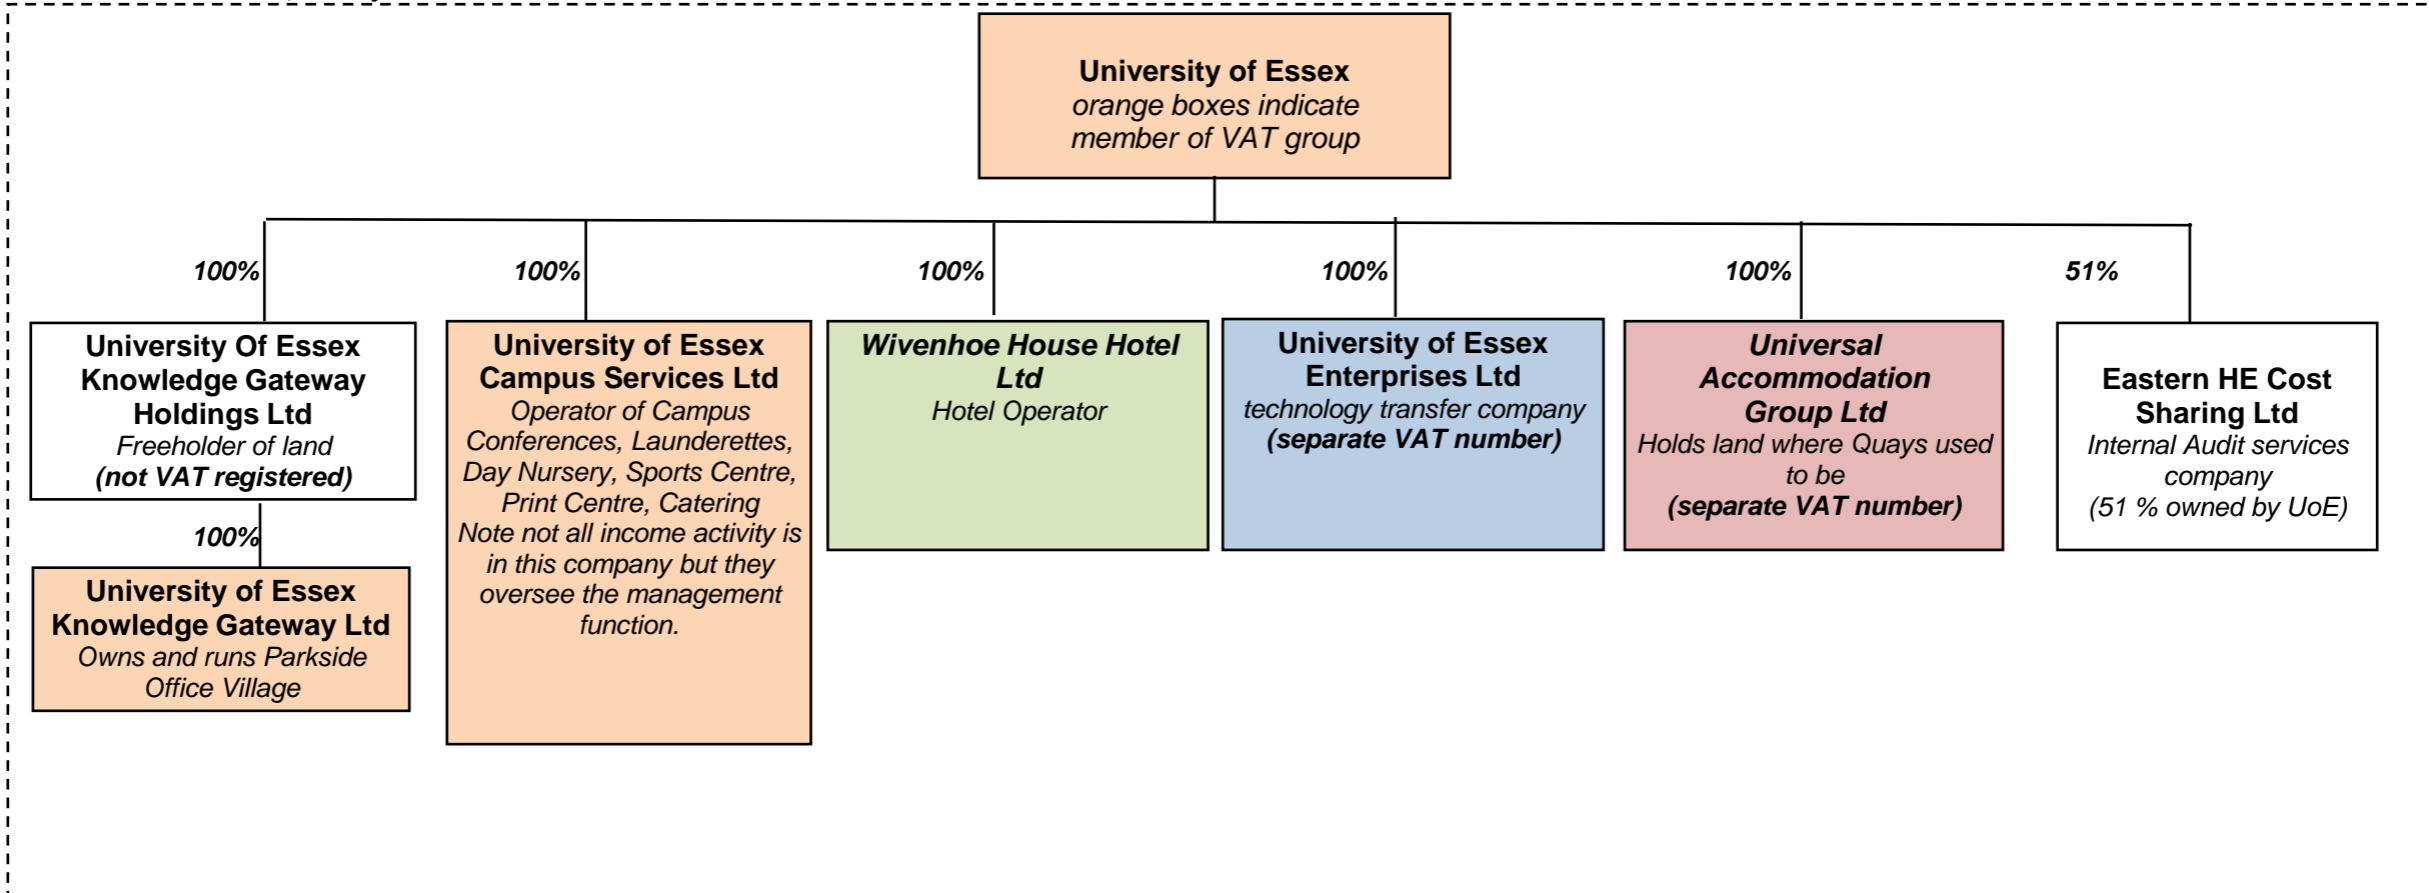 University of Essex
orange boxes indicate
member of VAT group
100%
100%
100%
100%
100%
51%
University Of Essex
Knowledge Gateway
Holdings Ltd
Freeholder of land
(not VAT registered)
100%
University of Essex
Knowledge Gateway Ltd
Owns and runs Parkside
Office Village
University of Essex
Campus Services Ltd
Operator of Campus
Conferences, Launderettes,
Day Nursery, Sports Centre,
Print Centre, Catering
Note not all income activity is
in this company but they
oversee the management
function.
Wivenhoe House Hotel
Ltd
Hotel Operator
University of Essex
Enterprises Ltd
technology transfer company
(separate VAT number)
Universal
Accommodation
Group Ltd
Holds land where Quays used
to be
(separate VAT number)
Eastern HE Cost
Sharing Ltd
Internal Audit services
company
(51 % owned by UoE)